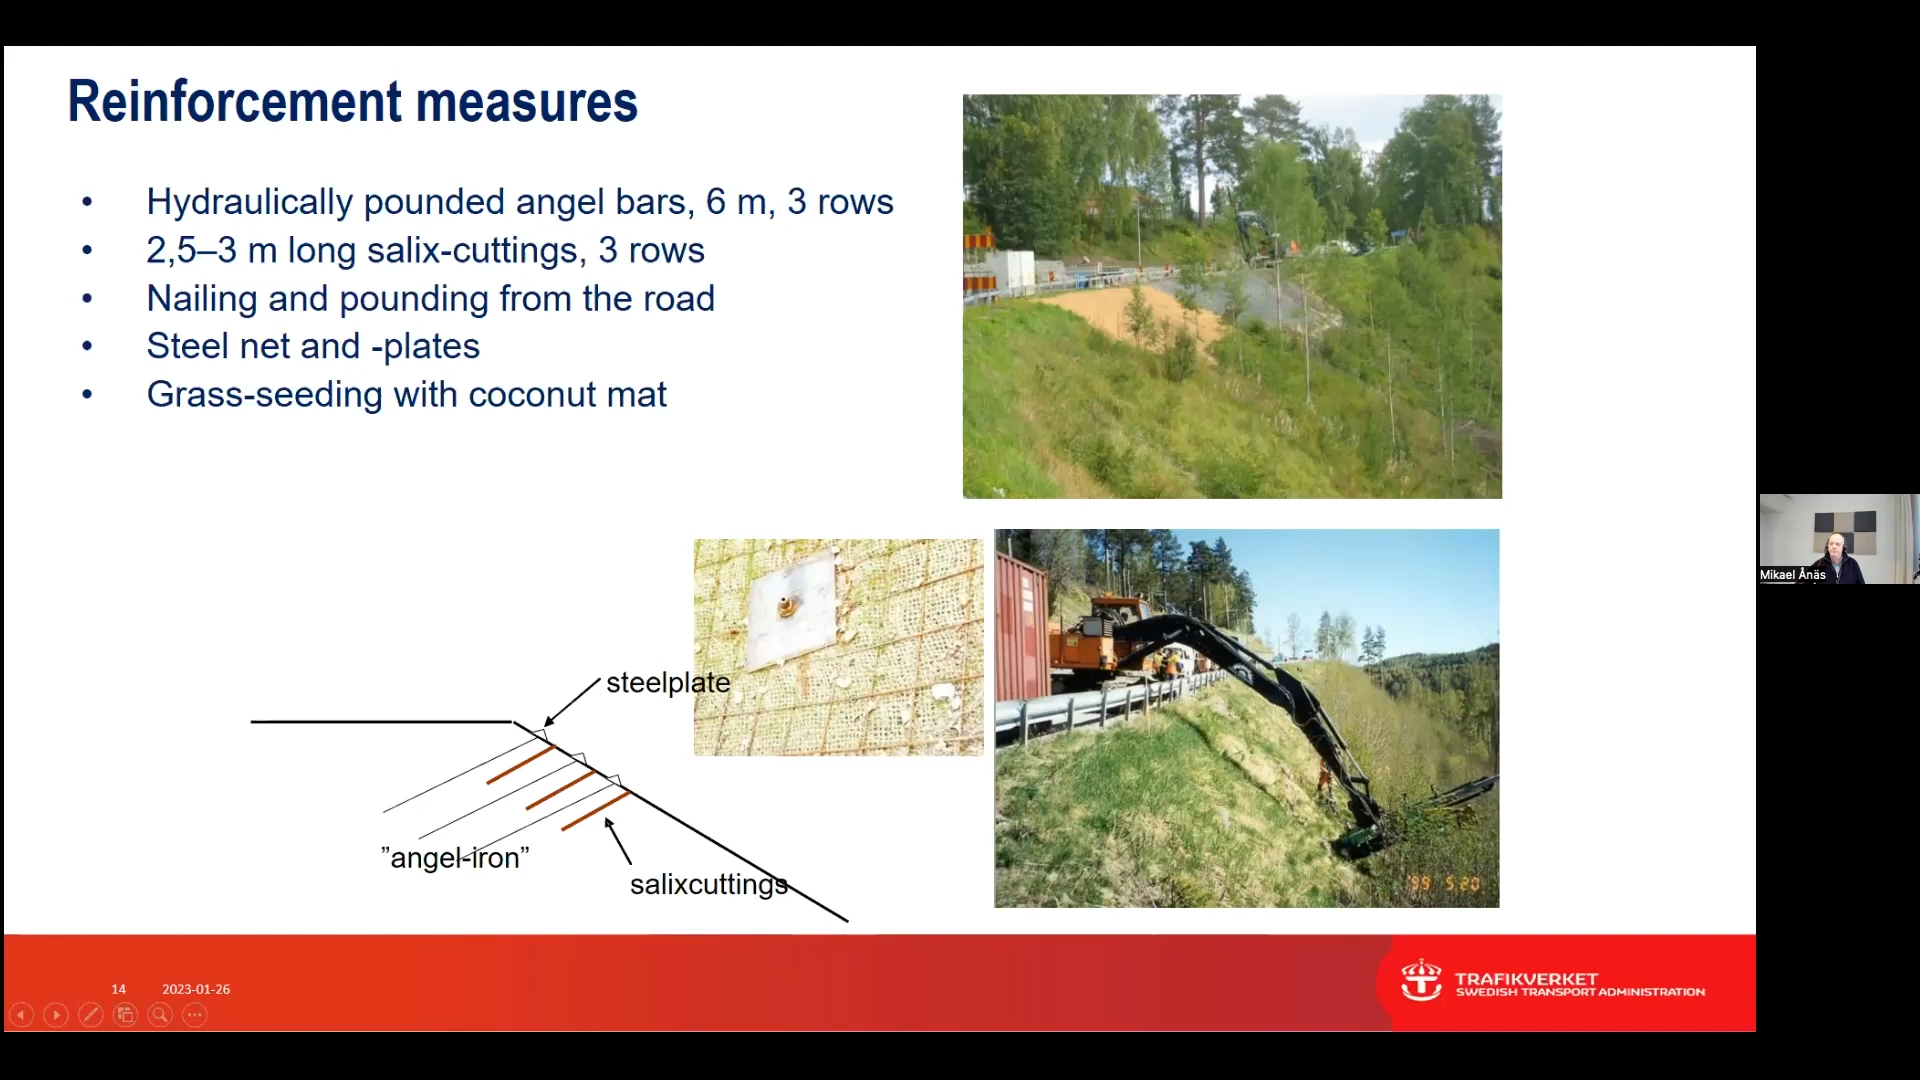 Reinforcement measures
• Hydraulically pounded angel bars, 6 m, 3 rows
• 2,5–3 m long salix-cuttings, 3 rows
• Nailing and pounding from the road
• Steel net and -plates
• Grass-seeding with coconut mat
steelplate
”angel-iron”
salixcuttings
'99 5 20
Mikael Ånäs
14 2023-01-26
TRAFIKVERKET
SWEDISH TRANSPORT ADMINISTRATION